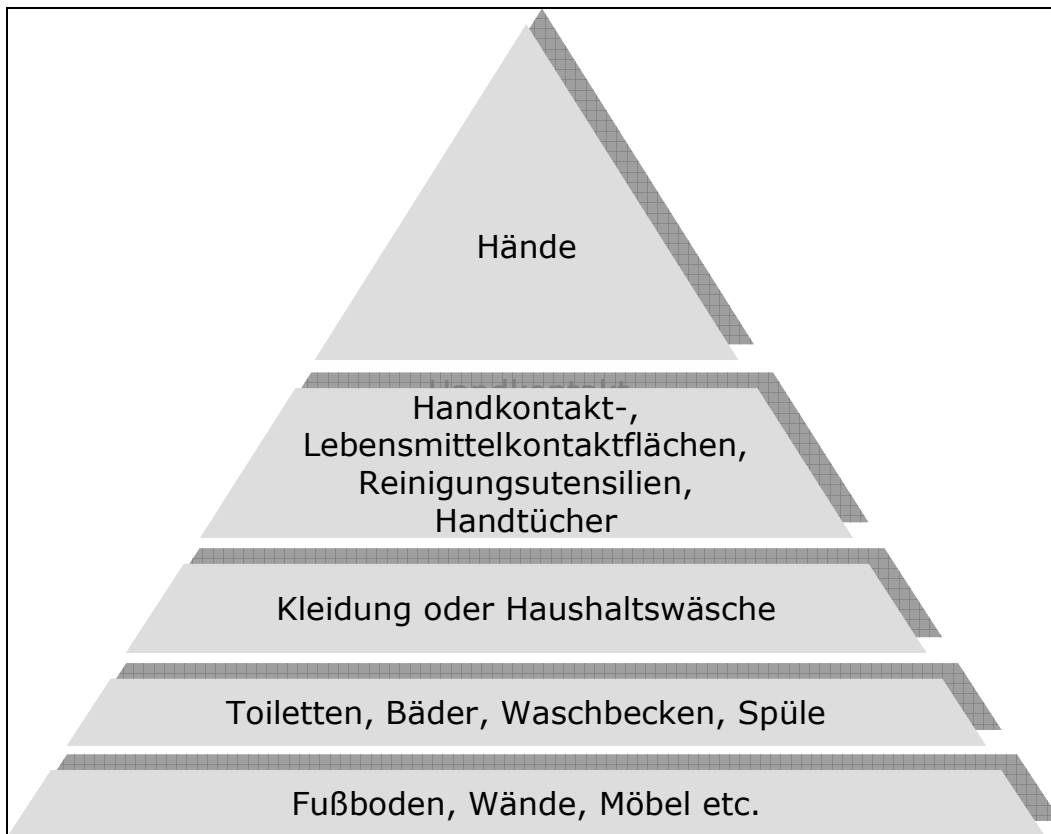 Hände
Handkontakt-,
Lebensmittelkontaktflächen,
Reinigungsutensilien,
Handtücher
Kleidung oder Haushaltswäsche
Toiletten, Bäder, Waschbecken, Spüle
Fußboden, Wände, Möbel etc.